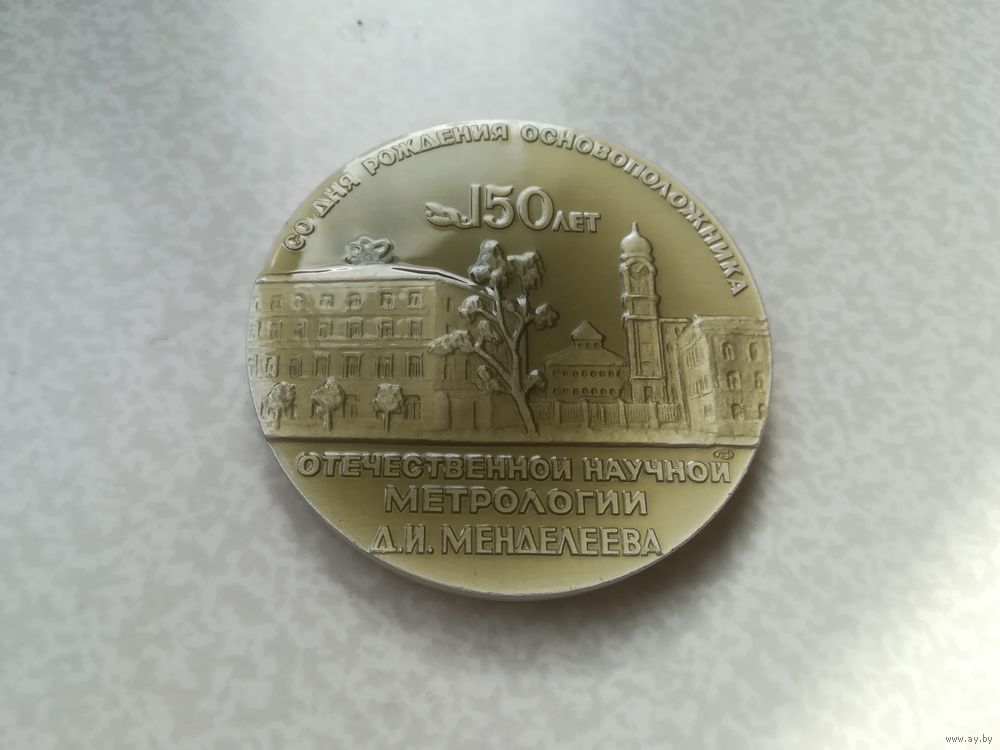 150 ЛЕТ
СО ДНЯ РОЖДЕНИЯ ОСНОВОПОЛОЖНИКА
ОТЕЧЕСТВЕННОЙ НАУЧНОЙ
МЕТРОЛОГИИ
Д.И. МЕНДЕЛЕЕВА
www.ay.by